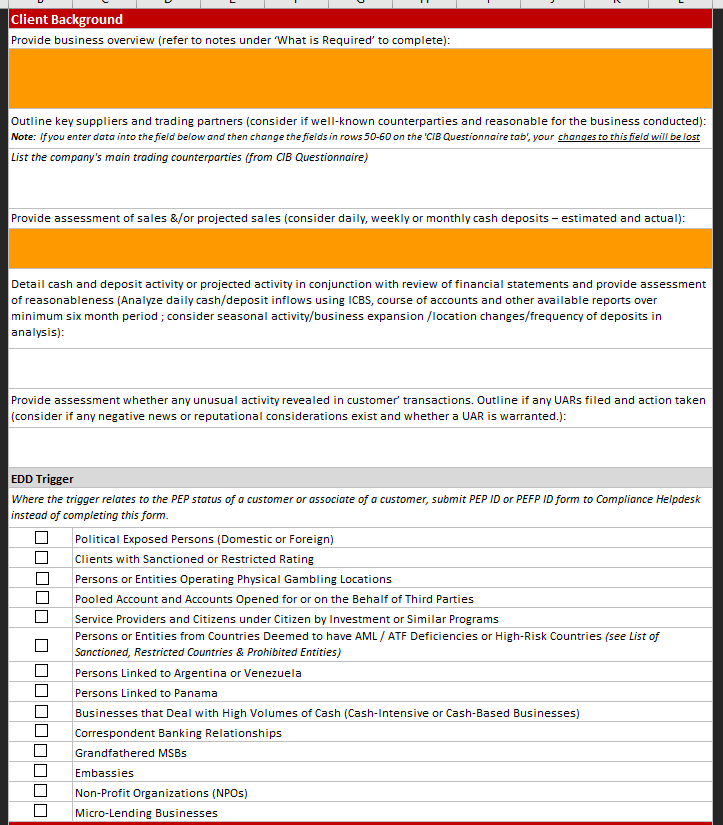 Client Background
Provide business overview (refer to notes under 'What is Required' to complete):
Outline key suppliers and trading partners (consider if well-known counterparties and reasonable for the business conducted):
Note: If you enter data into the field below and then change the fields in rows 50-60 on the 'CIB Questionnaire tab', your changes to this field will be lost
List the company's main trading counterparties (from CIB Questionnaire)
Provide assessment of sales &/or projected sales (consider daily, weekly or monthly cash deposits – estimated and actual):
Detail cash and deposit activity or projected activity in conjunction with review of financial statements and provide assessment
of reasonableness (Analyze daily cash/deposit inflows using ICBS, course of accounts and other available reports over
minimum six month period ; consider seasonal activity/business expansion /location changes/frequency of deposits in
analysis):
Provide assessment whether any unusual activity revealed in customer' transactions. Outline if any UARs filed and action taken
(consider if any negative news or reputational considerations exist and whether a UAR is warranted.):
EDD Trigger
Where the trigger relates to the PEP status of a customer or associate of a customer, submit PEP ID or PEFP ID form to Compliance Helpdesk
instead of completing this form.
Political Exposed Persons (Domestic or Foreign)
Clients with Sanctioned or Restricted Rating
Persons or Entities Operating Physical Gambling Locations
Pooled Account and Accounts Opened for or on the Behalf of Third Parties
Service Providers and Citizens under Citizen by Investment or Similar Programs
Persons or Entities from Countries Deemed to have AML / ATF Deficiencies or High-Risk Countries (see List of
Sanctioned, Restricted Countries & Prohibited Entities)
Persons Linked to Argentina or Venezuela
Persons Linked to Panama
Businesses that Deal with High Volumes of Cash (Cash-Intensive or Cash-Based Businesses)
Correspondent Banking Relationships
Grandfathered MSBs
Embassies
Non-Profit Organizations (NPOs)
Micro-Lending Businesses